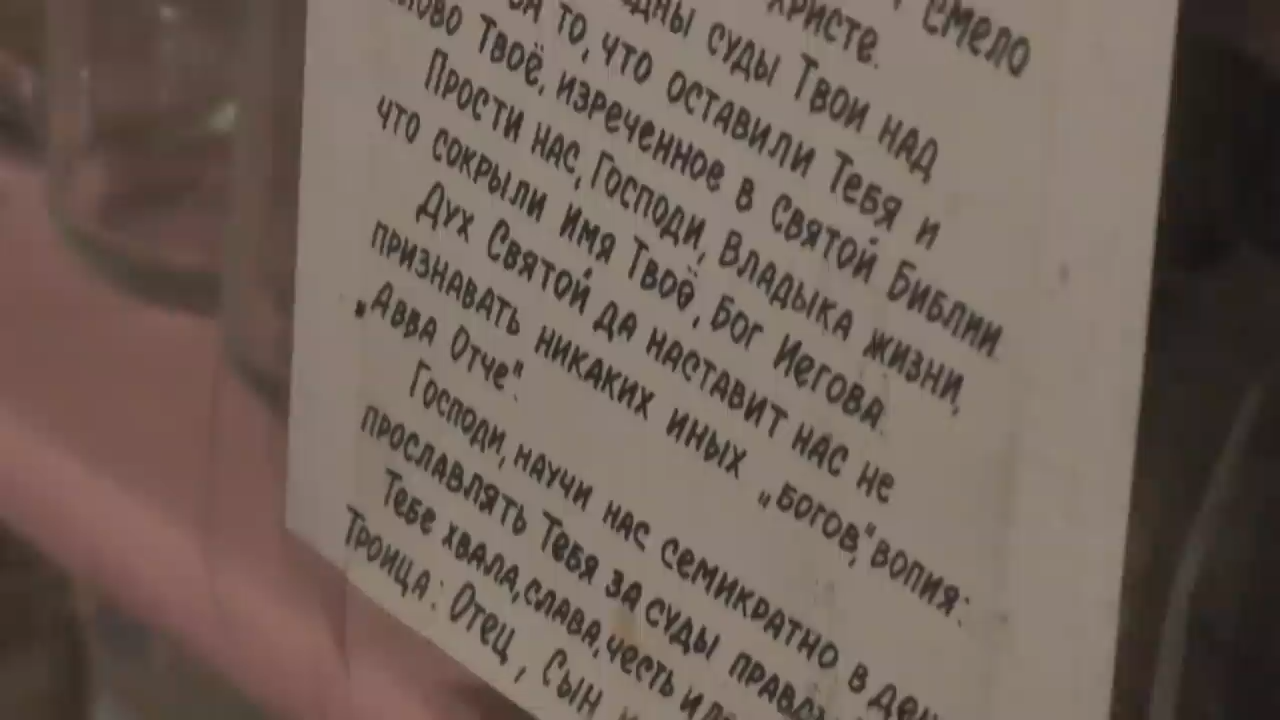 смело
Христе.
суды Твои над
за то, что оставили Тебя и
Твоё, изреченное в Святой Библии
Прости нас, Господи, Владыка жизни,
что сокрыли Имя Твоё, Бог Иегова.
Дух Святой да наставит нас не
признавать никаких иных „богов“, вопия:
„Авва Отче“.
Господи, научи нас семикратно в
прославлять Тебя за суды
Тебе хвала, слава, честь и
Троица: Отец, Сын